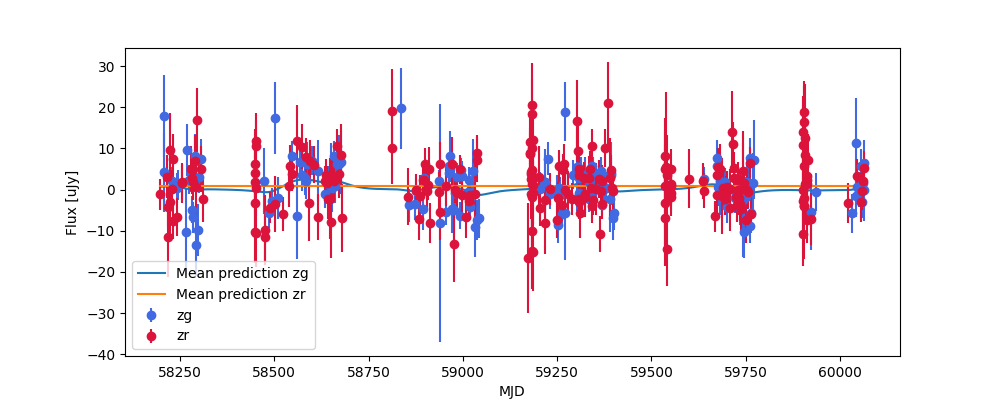 30
20
10
0
−10
−20
−30
−40
Flux [uJy]
Mean prediction zg
Mean prediction zr
zg
zr
58250 58500 58750 59000 59250 59500 59750 60000
MJD